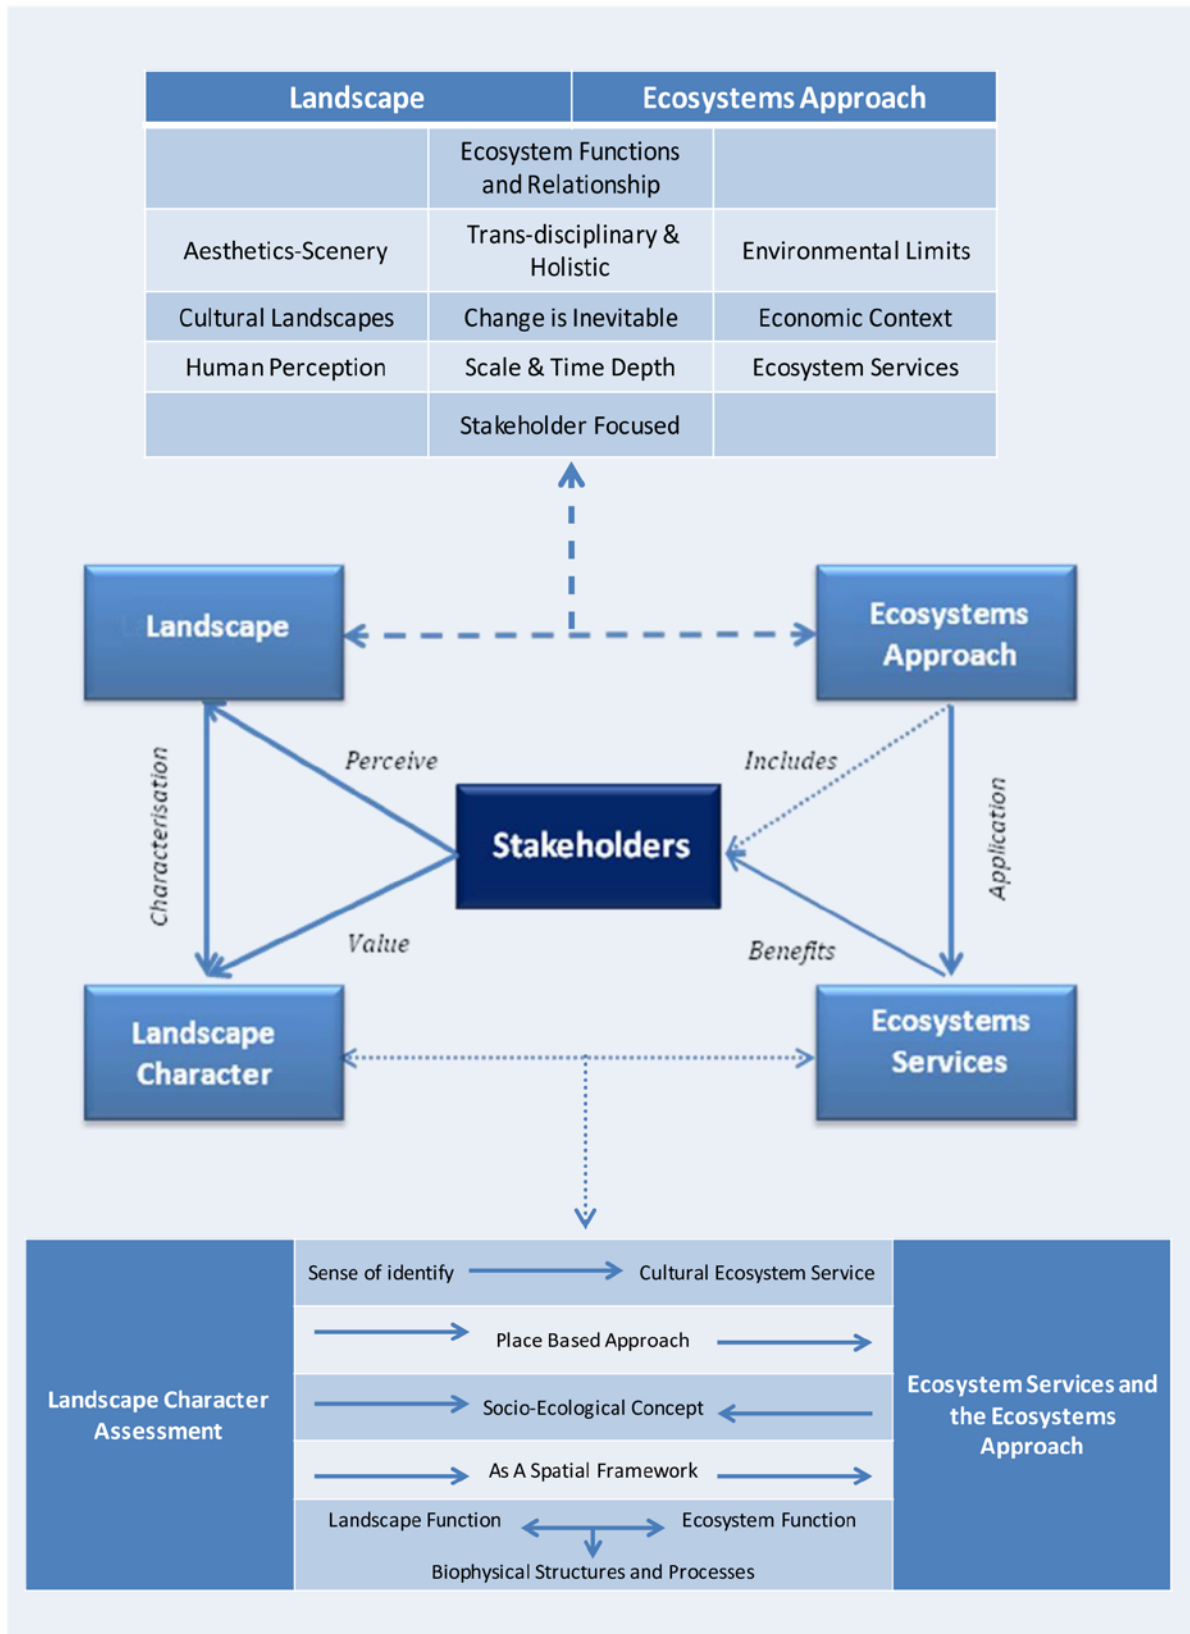 Landscape
Ecosystems Approach
Ecosystem Functions
and Relationship
Aesthetics-Scenery
Trans-disciplinary &
Holistic
Environmental Limits
Cultural Landscapes
Change is Inevitable
Economic Context
Human Perception
Scale & Time Depth
Ecosystem Services
Stakeholder Focused
Landscape
Ecosystems
Approach
Characterisation
Perceive
Includes
Application
Stakeholders
Value
Benefits
Landscape
Character
Ecosystems
Services
Landscape Character
Assessment
Sense of identify
Cultural Ecosystem Service
Place Based Approach
Socio-Ecological Concept
As A Spatial Framework
Landscape Function
Ecosystem Function
Biophysical Structures and Processes
Ecosystem Services and
the Ecosystems
Approach